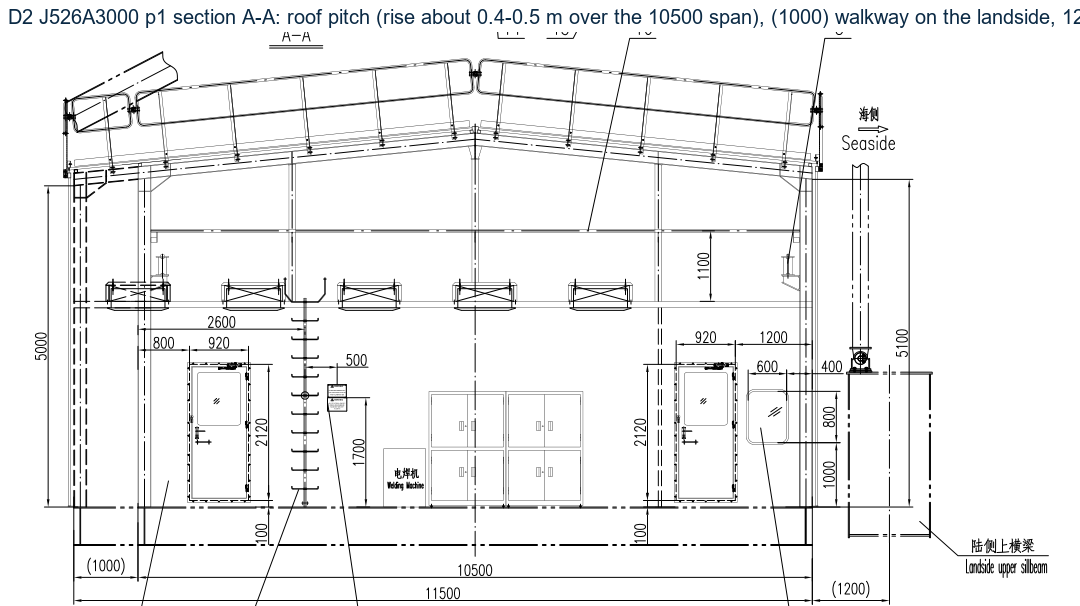 D2 J526A3000 p1 section A-A: roof pitch (rise about 0.4-0.5 m over the 10500 span), (1000) walkway on the landside, 12
A-A
海侧
Seaside
1100
2600
800
920
500
920
1200
600
400
5000
5100
2120
2120
1700
800
1000
电焊机
Welding Machine
100
100
陆侧上横梁
Landside upper sillbeam
(1000)
10500
11500
(1200)